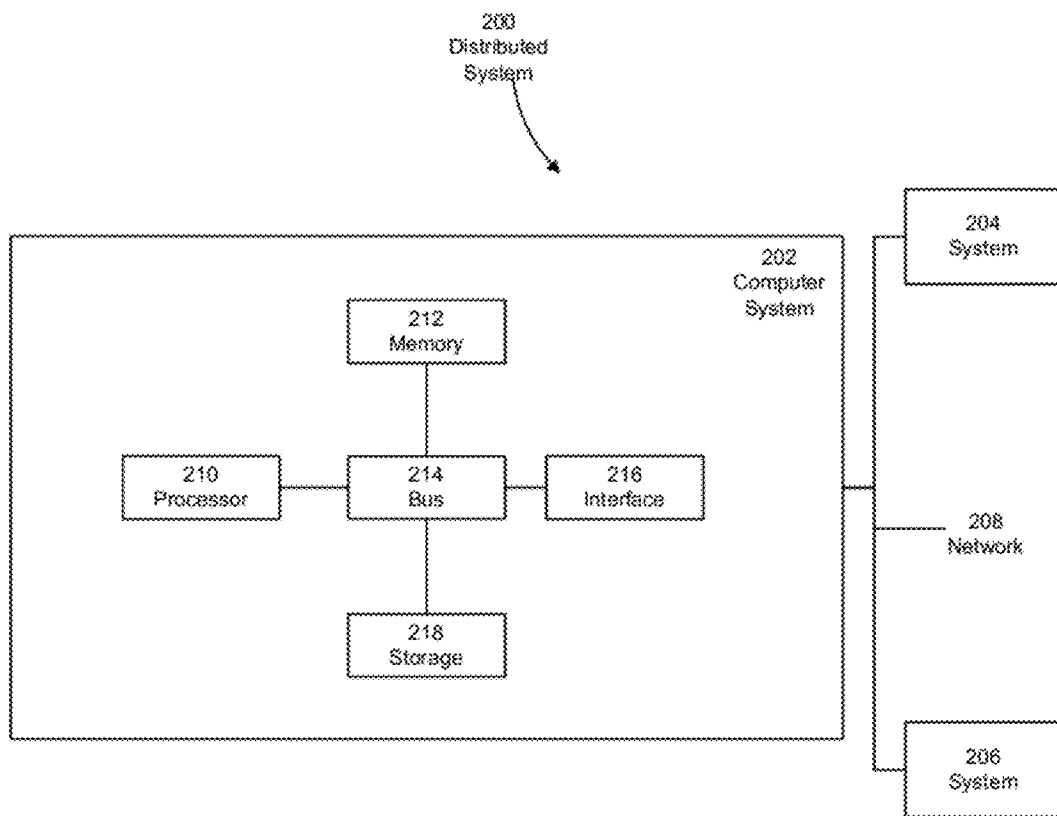 200
Distributed
System
204
System
202
Computer
System
212
Memory
210
Processor
214
Bus
216
Interface
208
Network
218
Storage
206
System